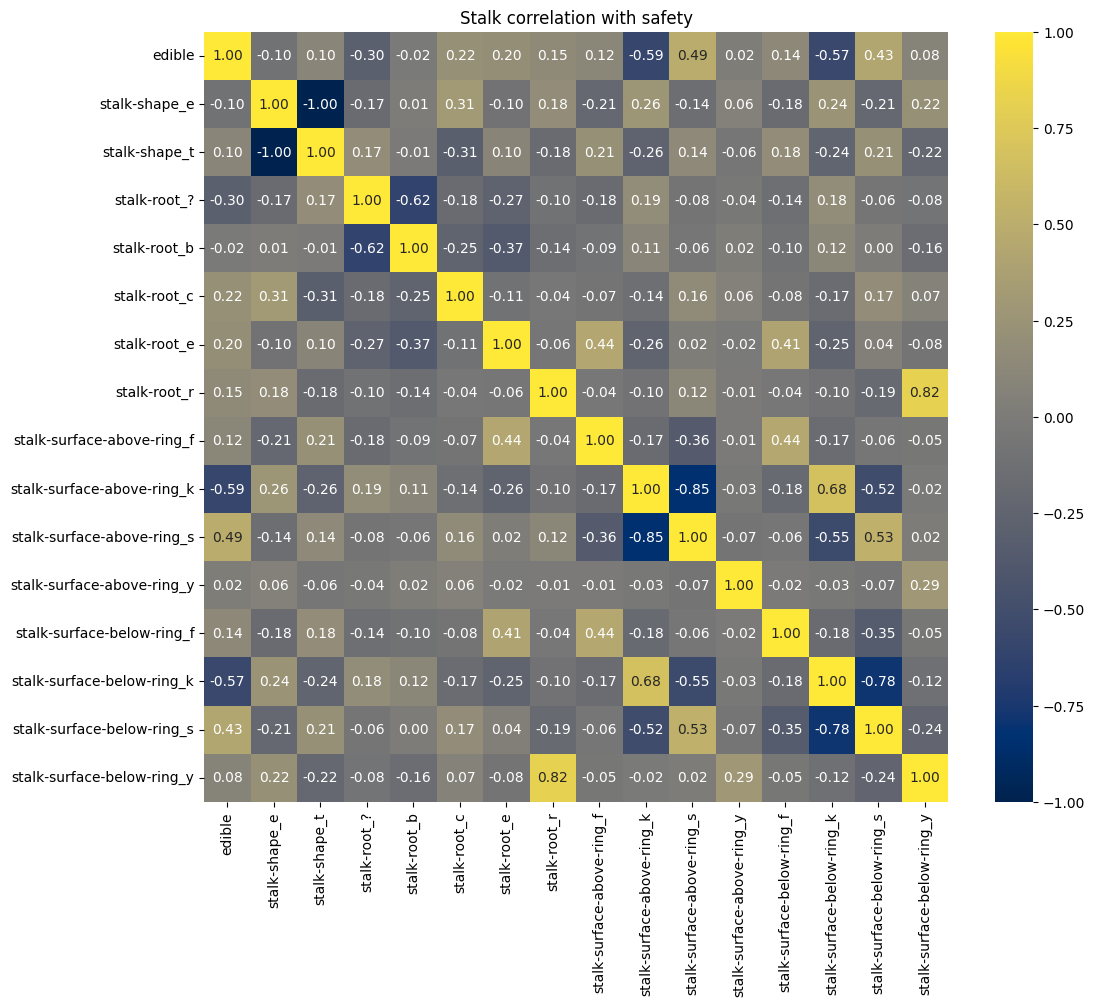 Stalk correlation with safety
edible 1.00 -0.10 0.10 -0.30 -0.02 0.22 0.20 0.15 0.12 -0.59 0.49 0.02 0.14 -0.57 0.43 0.08
stalk-shape_e -0.10 1.00 -1.00 -0.17 0.01 0.31 -0.10 0.18 -0.21 0.26 -0.14 0.06 -0.18 0.24 -0.21 0.22
stalk-shape_t 0.10 -1.00 1.00 0.17 -0.01 -0.31 0.10 -0.18 0.21 -0.26 0.14 -0.06 0.18 -0.24 0.21 -0.22
stalk-root_? -0.30 -0.17 0.17 1.00 -0.62 -0.18 -0.27 -0.10 -0.18 0.19 -0.08 -0.04 -0.14 0.18 -0.06 -0.08
stalk-root_b -0.02 0.01 -0.01 -0.62 1.00 -0.25 -0.37 -0.14 -0.09 0.11 -0.06 0.02 -0.10 0.12 0.00 -0.16
stalk-root_c 0.22 0.31 -0.31 -0.18 -0.25 1.00 -0.11 -0.04 -0.07 -0.14 0.16 0.06 -0.08 -0.17 0.17 0.07
stalk-root_e 0.20 -0.10 0.10 -0.27 -0.37 -0.11 1.00 -0.06 0.44 -0.26 0.02 -0.02 0.41 -0.25 0.04 -0.08
stalk-root_r 0.15 0.18 -0.18 -0.10 -0.14 -0.04 -0.06 1.00 -0.04 -0.10 0.12 -0.01 -0.04 -0.10 -0.19 0.82
stalk-surface-above-ring_f 0.12 -0.21 0.21 -0.18 -0.09 -0.07 0.44 -0.04 1.00 -0.17 -0.36 -0.01 0.44 -0.17 -0.06 -0.05
stalk-surface-above-ring_k -0.59 0.26 -0.26 0.19 0.11 -0.14 -0.26 -0.10 -0.17 1.00 -0.85 -0.03 -0.18 0.68 -0.52 -0.02
stalk-surface-above-ring_s 0.49 -0.14 0.14 -0.08 -0.06 0.16 0.02 0.12 -0.36 -0.85 1.00 -0.07 -0.06 -0.55 0.53 0.02
stalk-surface-above-ring_y 0.02 0.06 -0.06 -0.04 0.02 0.06 -0.02 -0.01 -0.01 -0.03 -0.07 1.00 -0.02 -0.03 -0.07 0.29
stalk-surface-below-ring_f 0.14 -0.18 0.18 -0.14 -0.10 -0.08 0.41 -0.04 0.44 -0.18 -0.06 -0.02 1.00 -0.18 -0.35 -0.05
stalk-surface-below-ring_k -0.57 0.24 -0.24 0.18 0.12 -0.17 -0.25 -0.10 -0.17 0.68 -0.55 -0.03 -0.18 1.00 -0.78 -0.12
stalk-surface-below-ring_s 0.43 -0.21 0.21 -0.06 0.00 0.17 0.04 -0.19 -0.06 -0.52 0.53 -0.07 -0.35 -0.78 1.00 -0.24
stalk-surface-below-ring_y 0.08 0.22 -0.22 -0.08 -0.16 0.07 -0.08 0.82 -0.05 -0.02 0.02 0.29 -0.05 -0.12 -0.24 1.00
edible
stalk-shape_e
stalk-shape_t
stalk-root_?
stalk-root_b
stalk-root_c
stalk-root_e
stalk-root_r
stalk-surface-above-ring_f
stalk-surface-above-ring_k
stalk-surface-above-ring_s
stalk-surface-above-ring_y
stalk-surface-below-ring_f
stalk-surface-below-ring_k
stalk-surface-below-ring_s
stalk-surface-below-ring_y
1.00
0.75
0.50
0.25
0.00
−0.25
−0.50
−0.75
−1.00